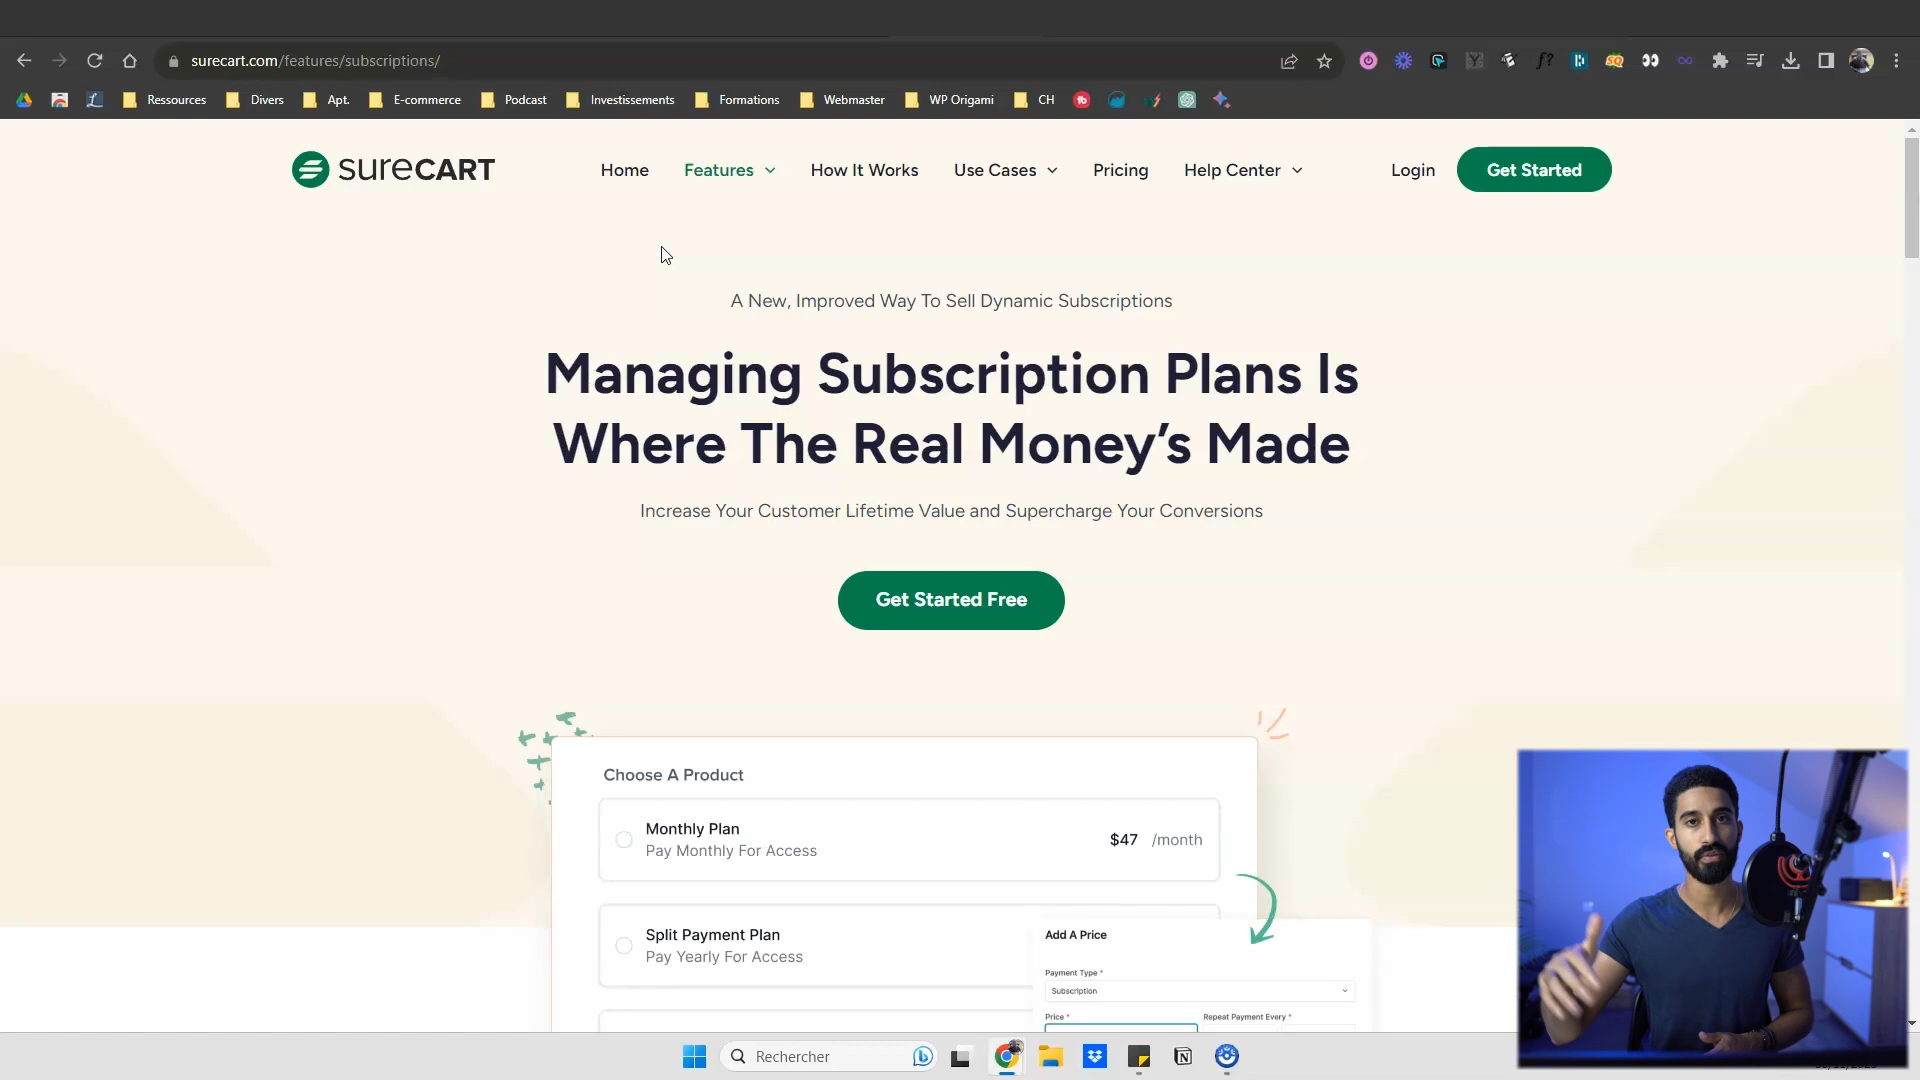 surecart.com/features/subscriptions/
Ressources
Divers
Apt.
E-commerce
Podcast
Investissements
Formations
Webmaster
WP Origami
CH
sureCART
Home
Features
How It Works
Use Cases
Pricing
Help Center
Login
Get Started
A New, Improved Way To Sell Dynamic Subscriptions
Managing Subscription Plans Is
Where The Real Money’s Made
Increase Your Customer Lifetime Value and Supercharge Your Conversions
Get Started Free
Choose A Product
Monthly Plan
$47 /month
Pay Monthly For Access
Split Payment Plan
Pay Yearly For Access
Add A Price
Payment Type *
Subscription
Price *
Repeat Payment Every *
Rechercher